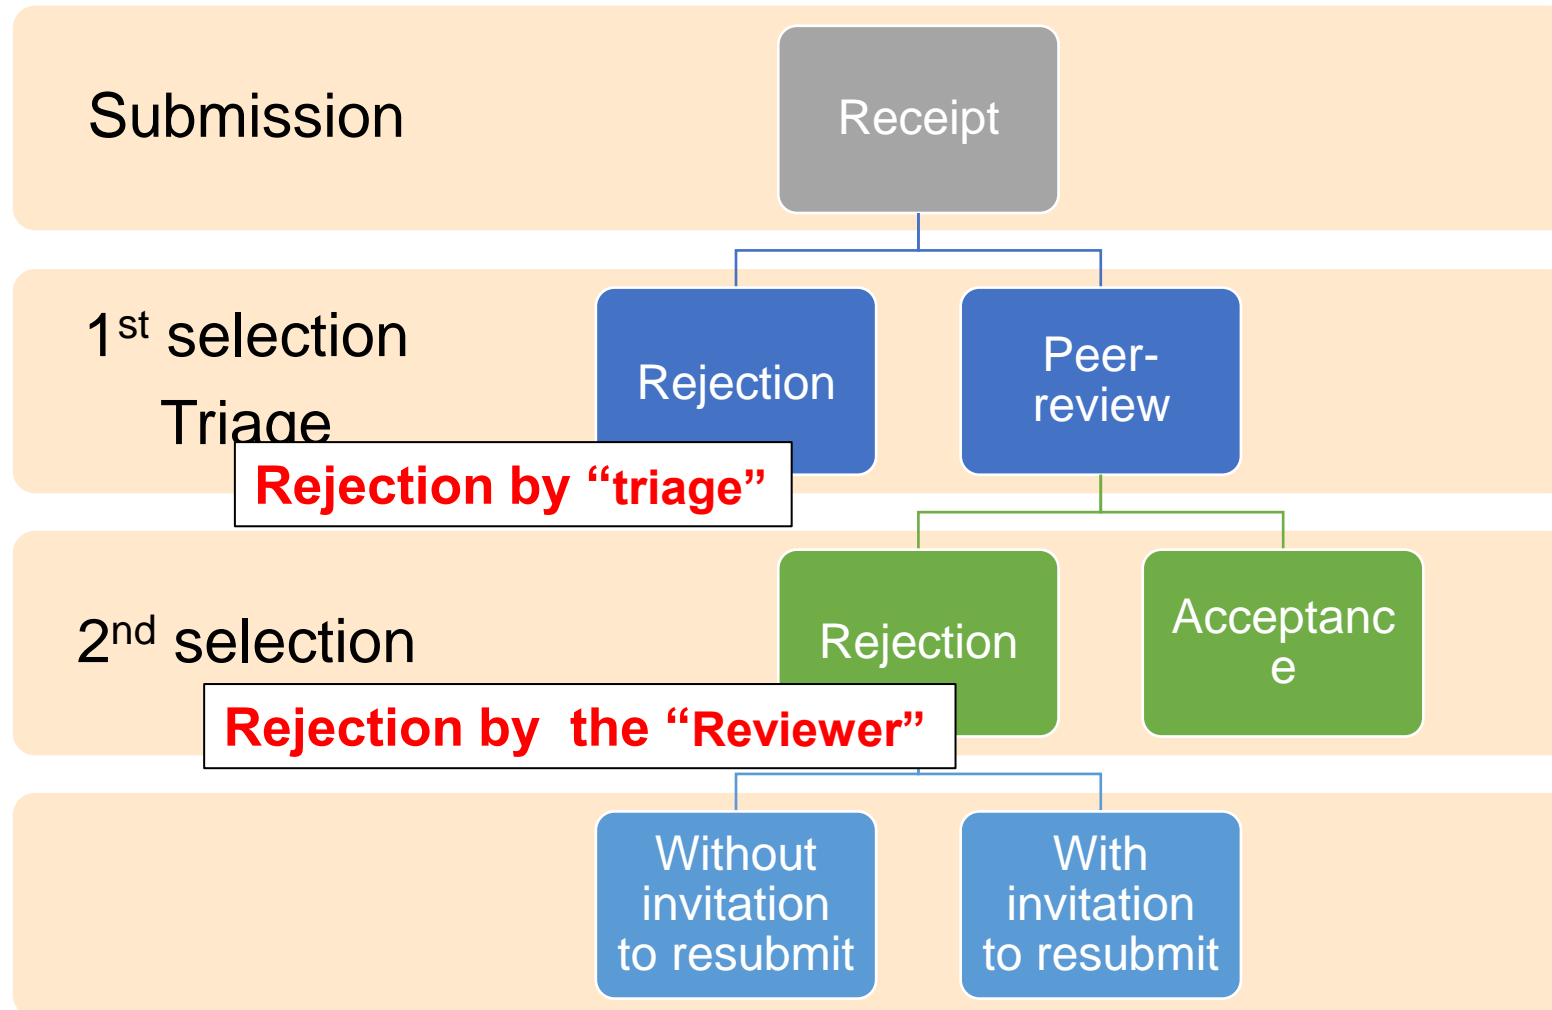 Submission
Receipt
1st selection
Triage
Rejection
Peer-
review
Rejection by “triage”
2nd selection
Rejection
Acceptanc
e
Rejection by  the “Reviewer”
Without
invitation
to resubmit
With
invitation
to resubmit